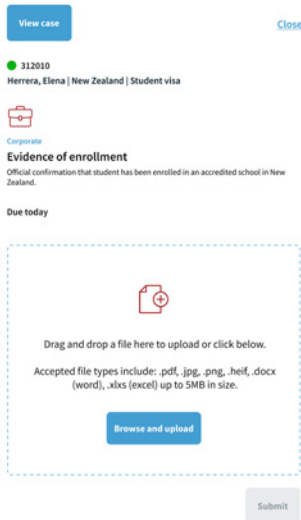 View case
Close
312010
Herrera, Elena | New Zealand | Student visa
Corporate
Evidence of enrollment
Official confirmation that student has been enrolled in an accredited school in New
Zealand.
Due today
Drag and drop a file here to upload or click below.
Accepted file types include: .pdf, .jpg, .png, .heif, .docx
(word), .xlxs (excel) up to 5MB in size.
Browse and upload
Submit